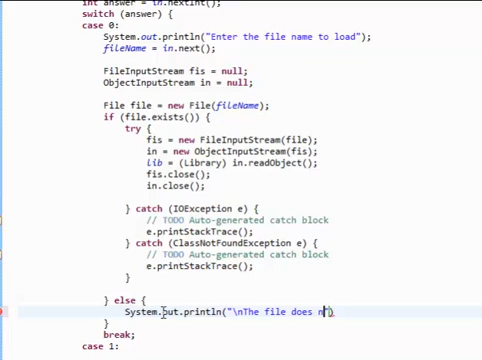 int answer = in.nextInt();
switch (answer) {
case 0:
System.out.println("Enter the file name to load");
fileName = in.next();
FileInputStream fis = null;
ObjectInputStream in = null;
File file = new File(fileName);
if (file.exists()) {
try {
fis = new FileInputStream(file);
in = new ObjectInputStream(fis);
lib = (Library) in.readObject();
fis.close();
in.close();
} catch (IOException e) {
// TODO Auto-generated catch block
e.printStackTrace();
} catch (ClassNotFoundException e) {
// TODO Auto-generated catch block
e.printStackTrace();
}
} else {
System.out.println("\nThe file does n")
}
break;
case 1: